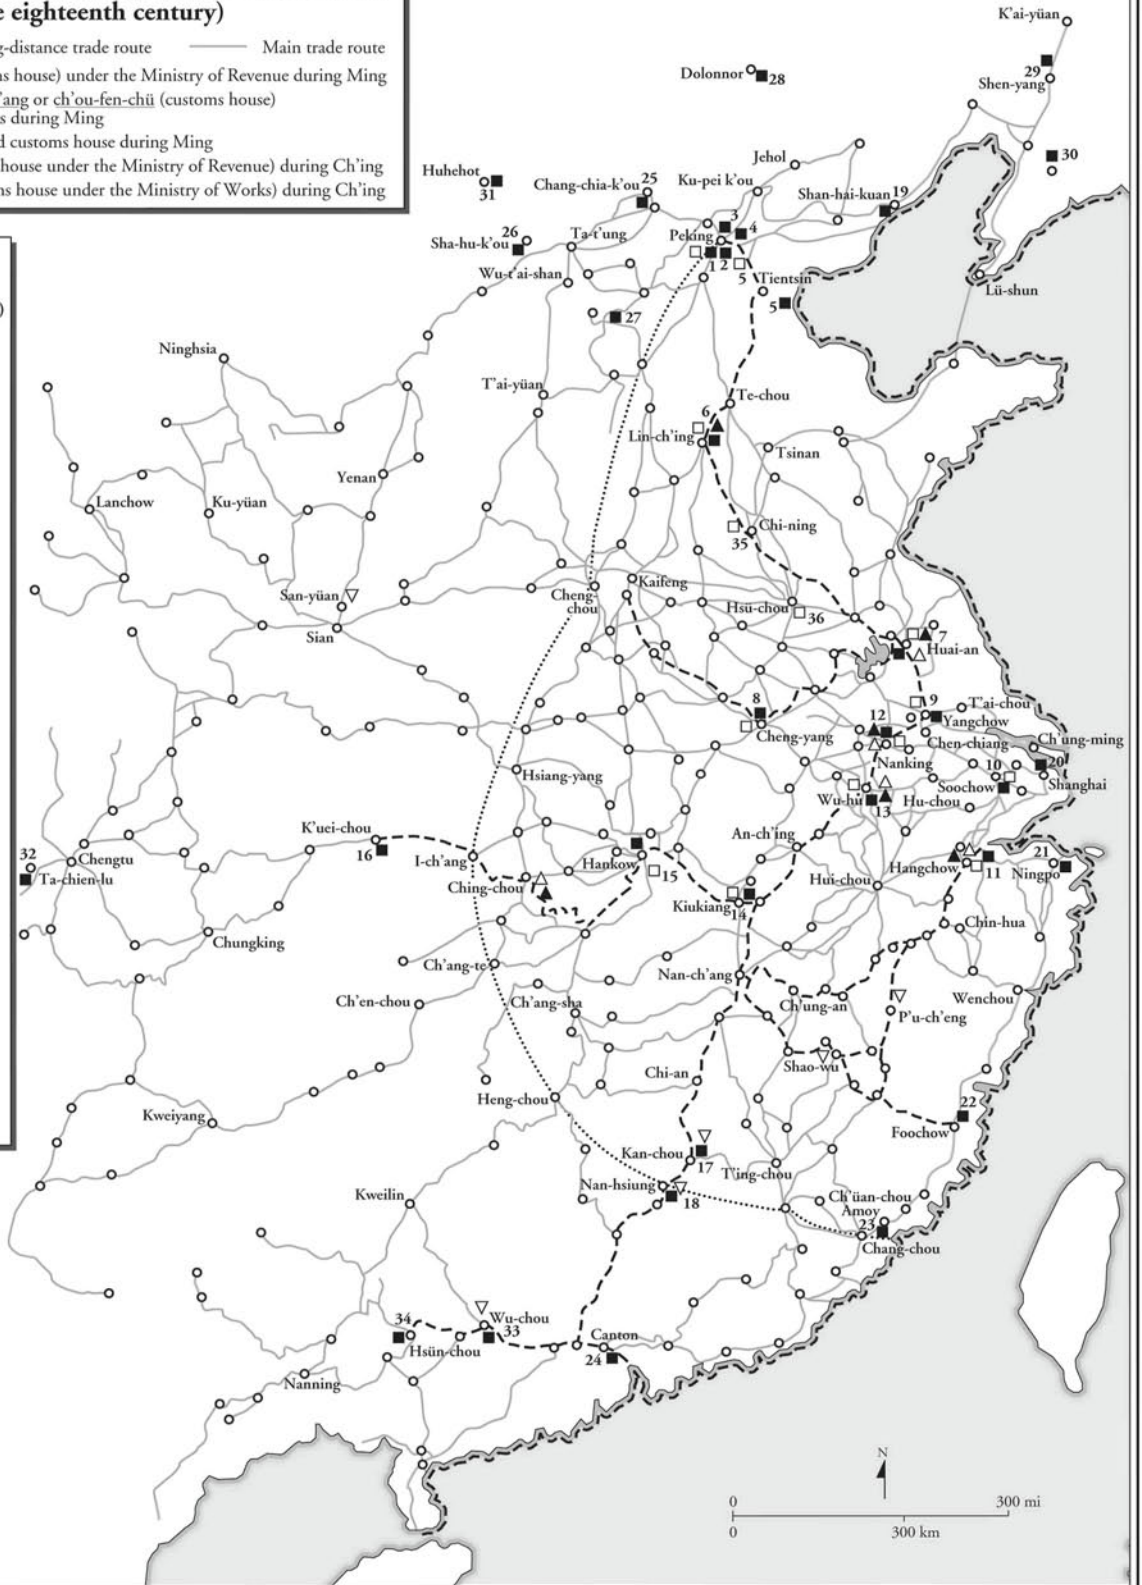 e eighteenth century)
g-distance trade route Main trade route
ns house) under the Ministry of Revenue during Ming
'ang or ch'ou-fen-chü (customs house)
s during Ming
d customs house during Ming
house under the Ministry of Revenue) during Ch'ing
ns house under the Ministry of Works) during Ch'ing
)
K'ai-yüan
29
Shen-yang
Dolonnor
28
30
Jehol
Huhehot
31
Chang-chia-k'ou
25
Ku-pei k'ou
Shan-hai-kuan
19
3
4
Peking
1 2
5
26
Sha-hu-k'ou
Ta-t'ung
Wu-t'ai-shan
Tientsin
5
Lü-shun
27
Ninghsia
T'ai-yüan
Te-chou
6
Lin-ch'ing
Tsinan
Yenan
Lanchow
Ku-yüan
Chi-ning
35
San-yüan
Sian
Kaifeng
Cheng-
chou
Hsü-chou
36
7
Huai-an
8
Cheng-yang
9
T'ai-chou
Yangchow
12
Chen-chiang
Ch'ung-ming
Nanking
10
20
Soochow
Shanghai
Hsiang-yang
Wu-hu
13
Hu-chou
K'uei-chou
16
An-ch'ing
I-ch'ang
Hankow
15
Ching-chou
Hangchow
11
21
Ningpo
32
Chengtu
Ta-chien-lu
Hui-chou
Kiukiang
14
Chin-hua
Chungking
Ch'ang-te
Nan-ch'ang
Ch'en-chou
Ch'ang-sha
Ch'ung-an
Wenchou
P'u-ch'eng
Shao-wu
Chi-an
Heng-chou
Kweiyang
22
Foochow
Kan-chou
17
T'ing-chou
Nan-hsiung
18
Kweilin
Ch'üan-chou
Amoy
23
Chang-chou
34
Wu-chou
33
Hsün-chou
Canton
24
Nanning
N
0 300 mi
0 300 km